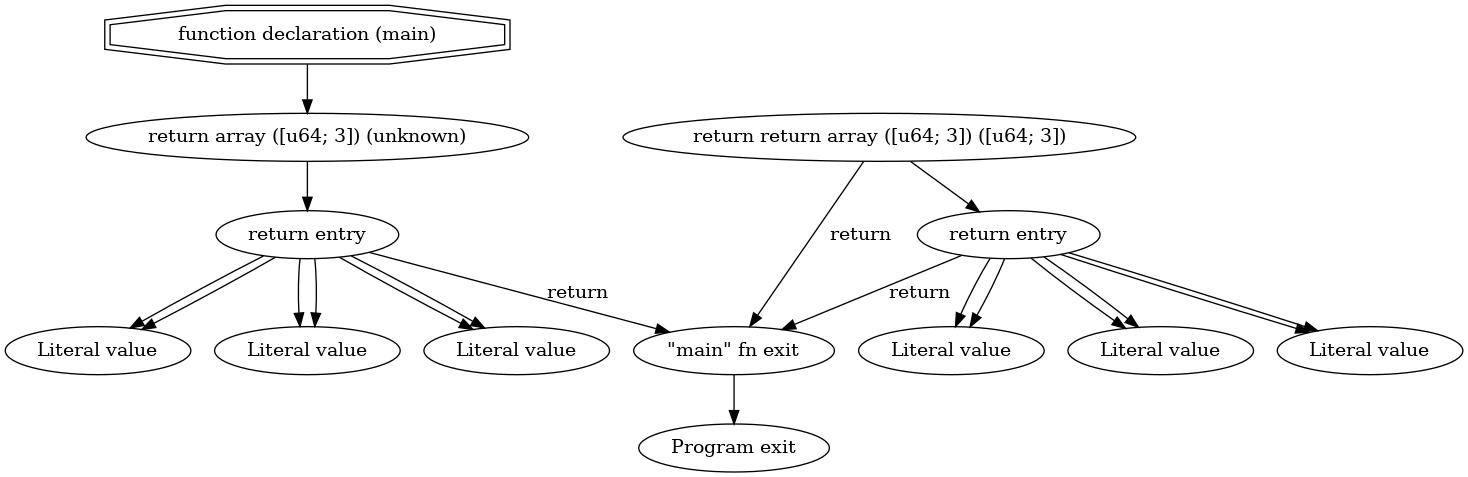 function declaration (main)
return array ([u64; 3]) (unknown)
return return array ([u64; 3]) ([u64; 3])
return entry
return
return entry
return
return
Literal value
Literal value
Literal value
"main" fn exit
Literal value
Literal value
Literal value
Program exit